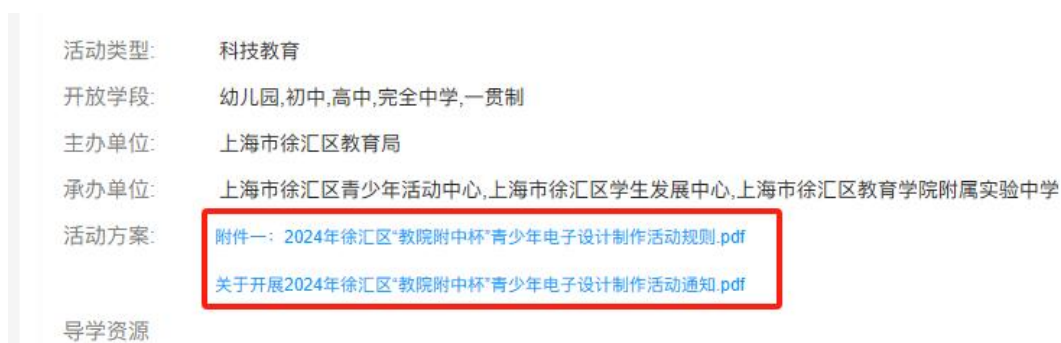 活动类型: 科技教育
开放学段: 幼儿园,初中,高中,完全中学,一贯制
主办单位: 上海市徐汇区教育局
承办单位: 上海市徐汇区青少年活动中心,上海市徐汇区学生发展中心,上海市徐汇区教育学院附属实验中学
活动方案: 附件一：2024年徐汇区“教院附中杯”青少年电子设计制作活动规则.pdf
关于开展2024年徐汇区“教院附中杯”青少年电子设计制作活动通知.pdf
导学资源